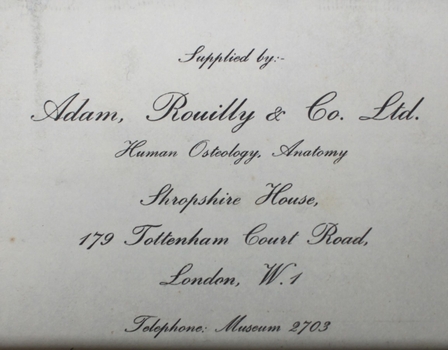 Supplied by:-
Adam, Rouilly & Co. Ltd.
Human Osteology, Anatomy
Shropshire House,
179 Tottenham Court Road,
London, W.1
Telephone: Museum 2703